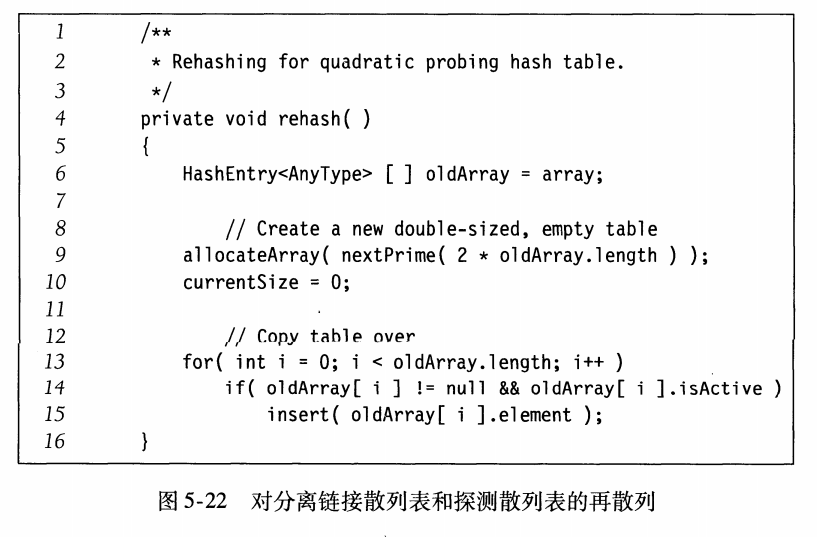 1 /**
2 * Rehashing for quadratic probing hash table.
3 */
4 private void rehash( )
5 {
6 HashEntry<AnyType> [ ] oldArray = array;
7
8 // Create a new double-sized, empty table
9 allocateArray( nextPrime( 2 * oldArray.length ) );
10 currentSize = 0;
11
12 // Copy table over
13 for( int i = 0; i < oldArray.length; i++ )
14 if( oldArray[ i ] != null && oldArray[ i ].isActive )
15 insert( oldArray[ i ].element );
16 }
图 5-22 对分离链接散列表和探测散列表的再散列